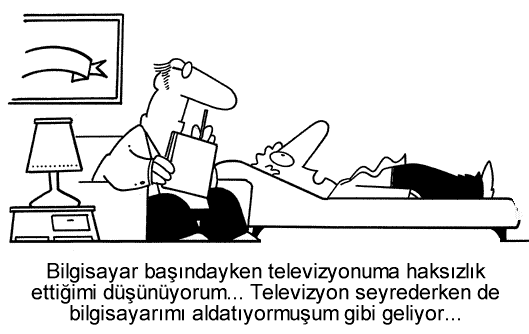 Bilgisayar başındayken televizyonuma haksızlık
ettiğimi düşünüyorum... Televizyon seyrederken de
bilgisayarımı aldatıyormuşum gibi geliyor...